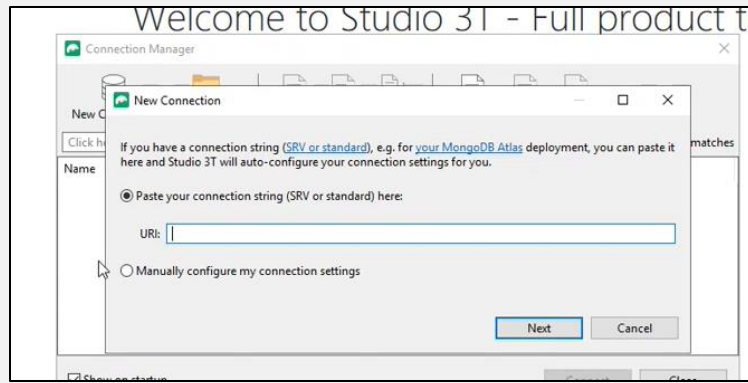 Welcome to Studio 3T - Full product t
Connection Manager
New Connection
New C
Click h
matches
Name
If you have a connection string (SRV or standard), e.g. for your MongoDB Atlas deployment, you can paste it
here and Studio 3T will auto-configure your connection settings for you.
Paste your connection string (SRV or standard) here:
URI:
Manually configure my connection settings
Next Cancel
Show on startup
Connect Close